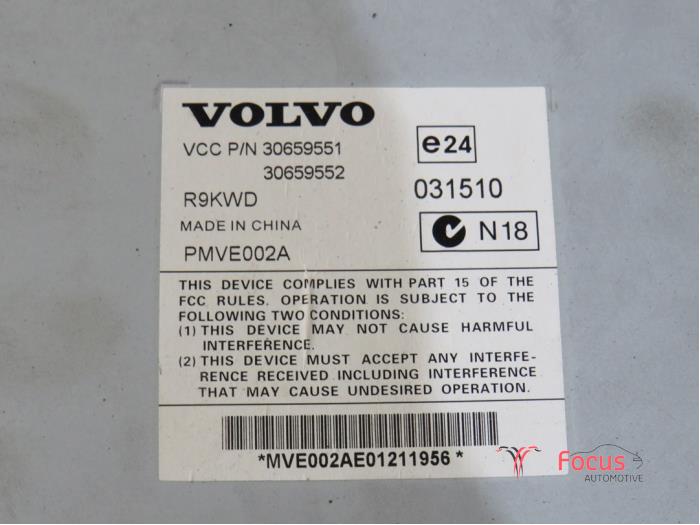 VOLVO
VCC P/N 30659551
30659552
R9KWD
MADE IN CHINA
PMVE002A
e24
031510
N18
THIS DEVICE COMPLIES WITH PART 15 OF THE
FCC RULES. OPERATION IS SUBJECT TO THE
FOLLOWING TWO CONDITIONS:
(1) THIS DEVICE MAY NOT CAUSE HARMFUL
INTERFERENCE.
(2) THIS DEVICE MUST ACCEPT ANY INTERFE-
RENCE RECEIVED INCLUDING INTERFERENCE
THAT MAY CAUSE UNDESIRED OPERATION.
*MVE002AE01211956*
Focus
AUTOMOTIVE